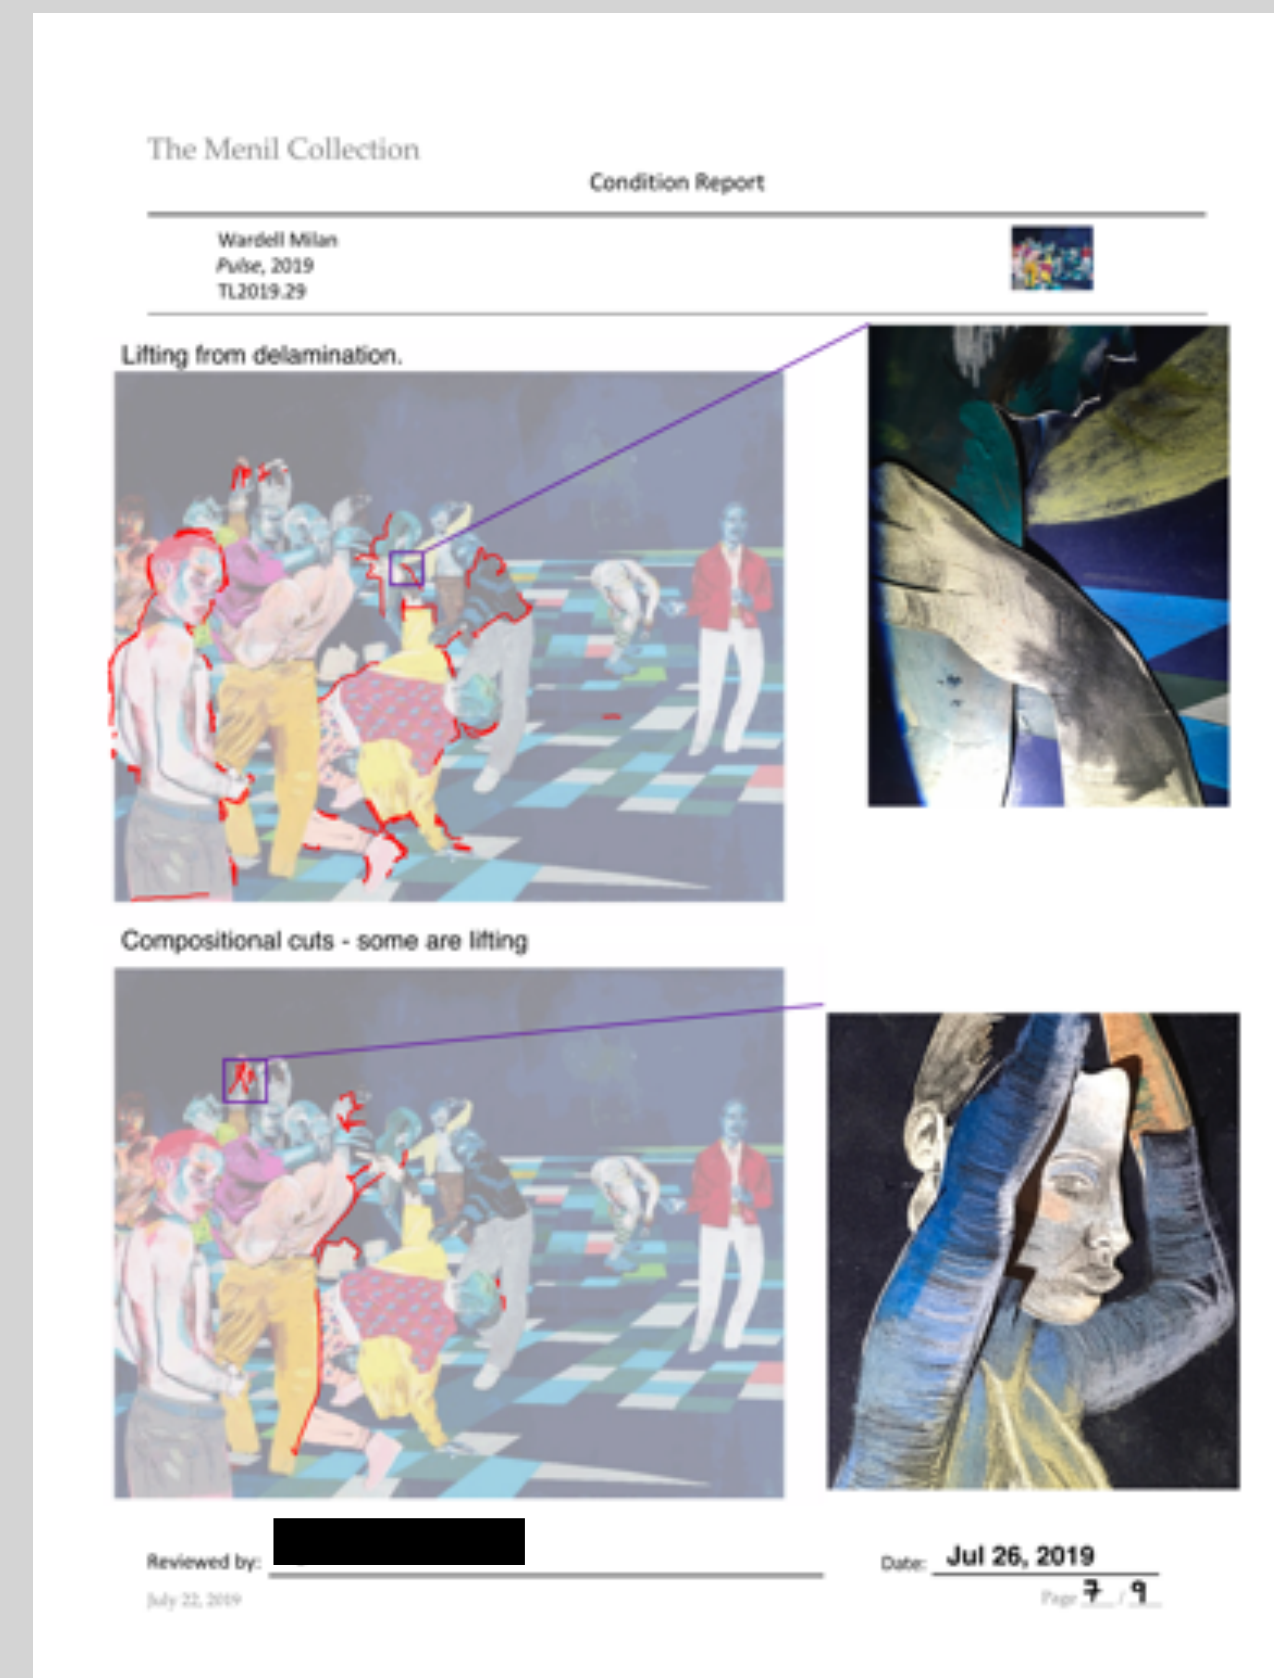 The Menil Collection
Condition Report
Wardell Milan
Pulse, 2019
TL2019.29
Lifting from delamination.
Compositional cuts - some are lifting
Reviewed by:
Date: Jul 26, 2019
July 22, 2019
Page 7 / 9